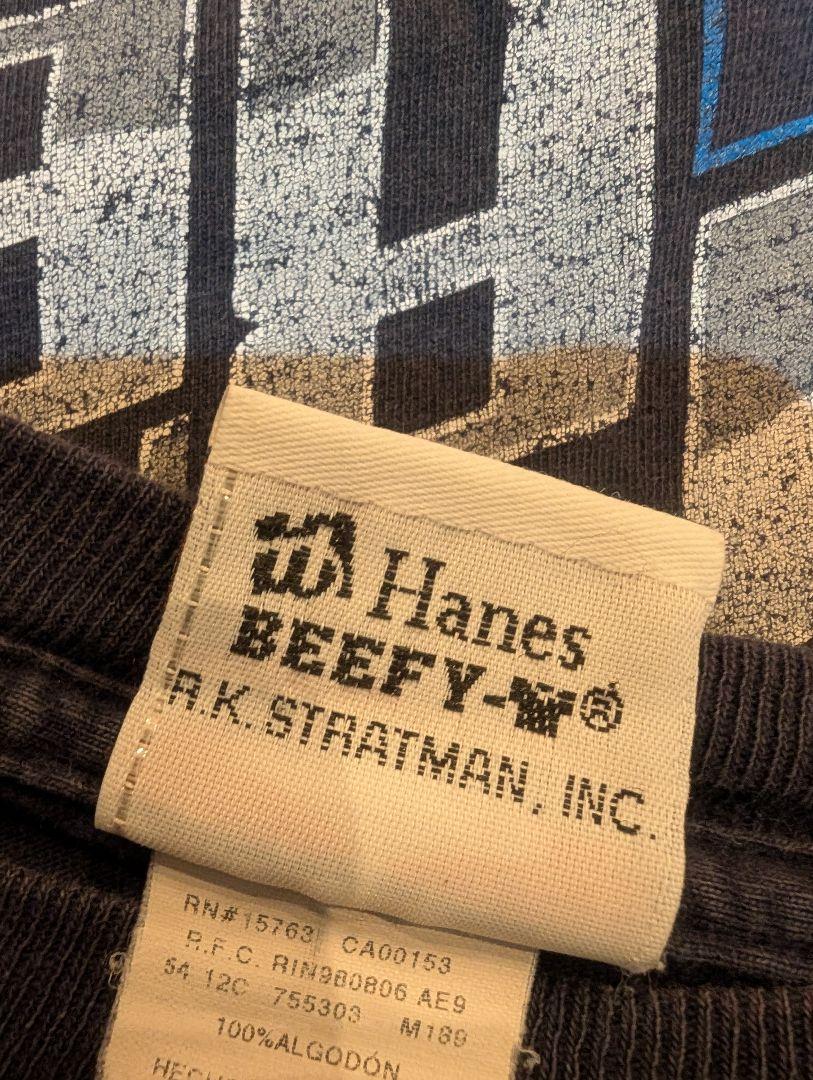 Hanes
BEEFY-T®
R.K. STRATMAN, INC.
RN#15763 CA00153
R.F.C. RIN980806 AE9
54 12C 755303 M189
100%ALGODÓN